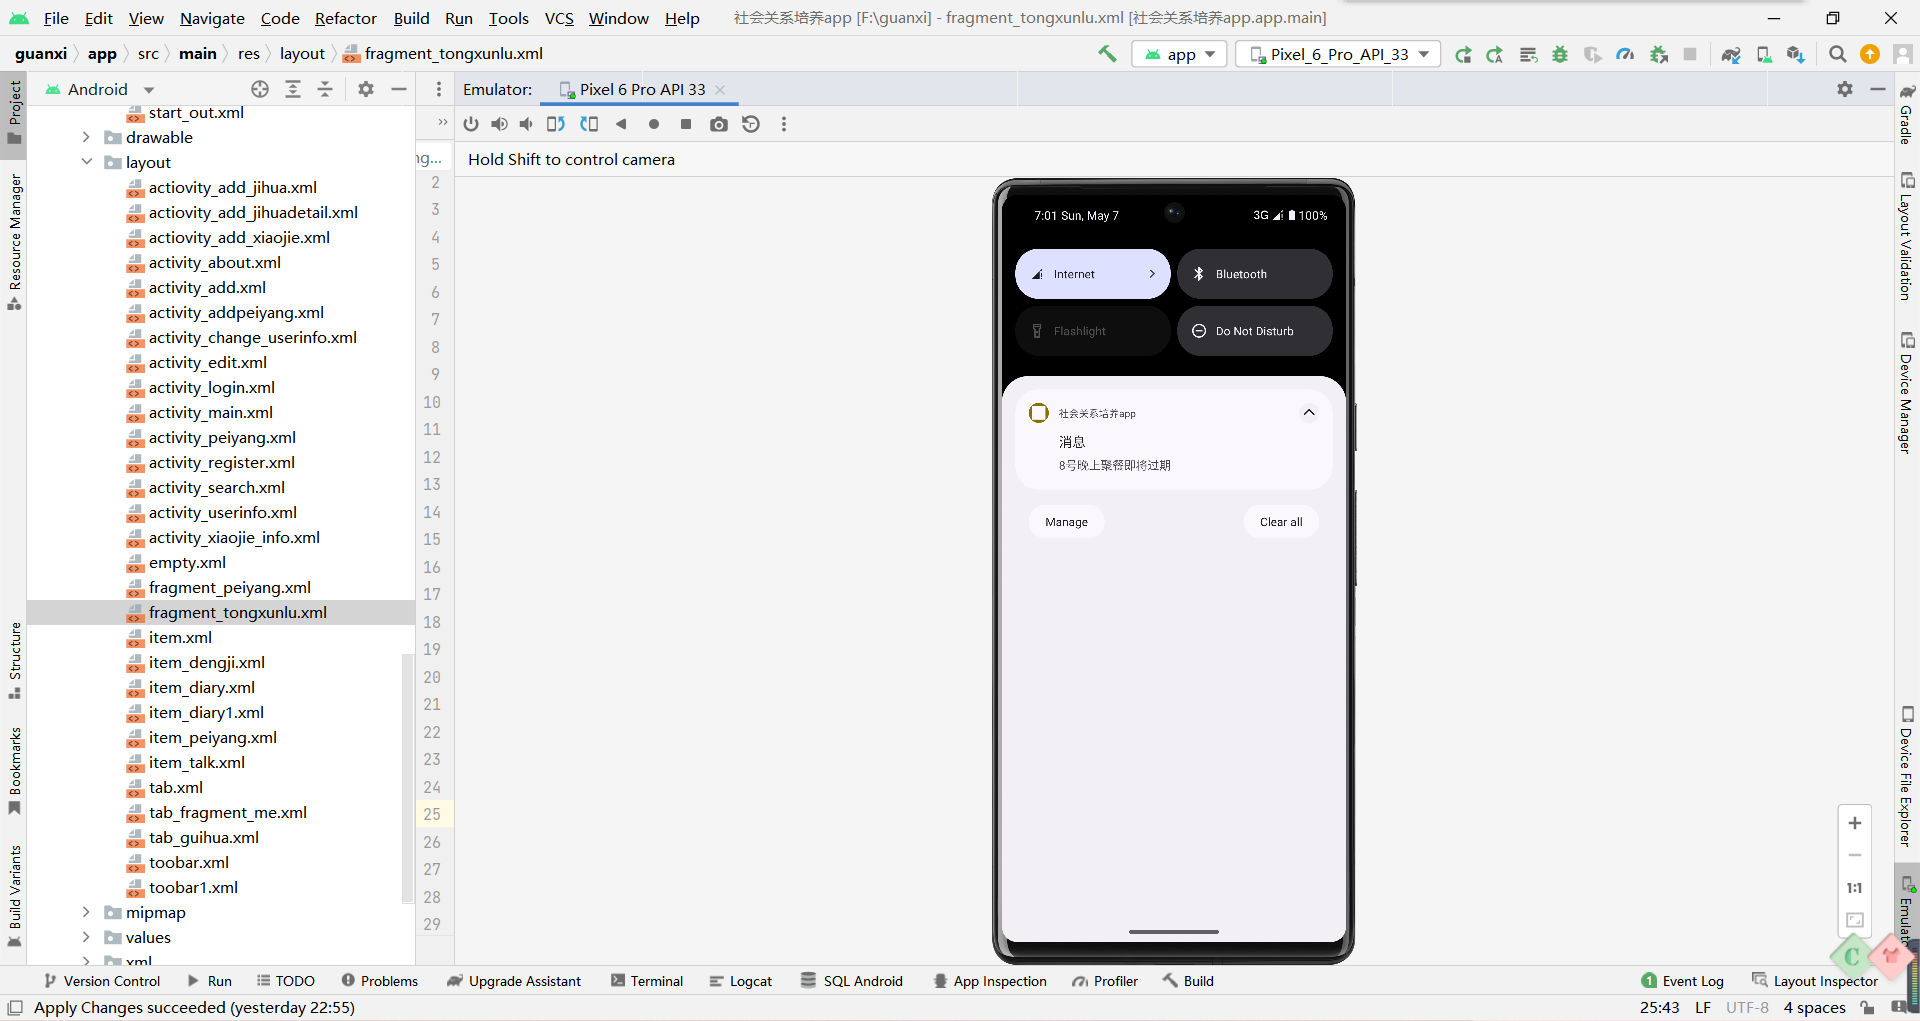 File Edit View Navigate Code Refactor Build Run Tools VCS Window Help 社会关系培养app [F:\guanxi] - fragment_tongxunlu.xml [社会关系培养app.app.main]
guanxi app src main res layout fragment_tongxunlu.xml app Pixel_6_Pro_API_33
Project
Resource Manager
Structure
Bookmarks
Build Variants
Android
start_out.xml
drawable
layout
actiovity_add_jihua.xml
actiovity_add_jihuadetail.xml
actiovity_add_xiaojie.xml
activity_about.xml
activity_add.xml
activity_addpeiyang.xml
activity_change_userinfo.xml
activity_edit.xml
activity_login.xml
activity_main.xml
activity_peiyang.xml
activity_register.xml
activity_search.xml
activity_userinfo.xml
activity_xiaojie_info.xml
empty.xml
fragment_peiyang.xml
fragment_tongxunlu.xml
item.xml
item_dengji.xml
item_diary.xml
item_diary1.xml
item_peiyang.xml
item_talk.xml
tab.xml
tab_fragment_me.xml
tab_guihua.xml
toobar.xml
toobar1.xml
mipmap
values
xml
ng...
2
3
4
5
6
7
8
9
10
11
12
13
14
15
16
17
18
19
20
21
22
23
24
25
26
27
28
29
Emulator: Pixel 6 Pro API 33
Hold Shift to control camera
7:01 Sun, May 7 3G 100%
Internet Bluetooth
Flashlight Do Not Disturb
社会关系培养app
消息
8号晚上聚餐即将过期
Manage Clear all
1:1
Gradle
Layout Validation
Device Manager
Device File Explorer
Emulator
C
Version Control Run TODO Problems Upgrade Assistant Terminal Logcat SQL Android App Inspection Profiler Build 1 Event Log Layout Inspector
Apply Changes succeeded (yesterday 22:55) 25:43 LF UTF-8 4 spaces